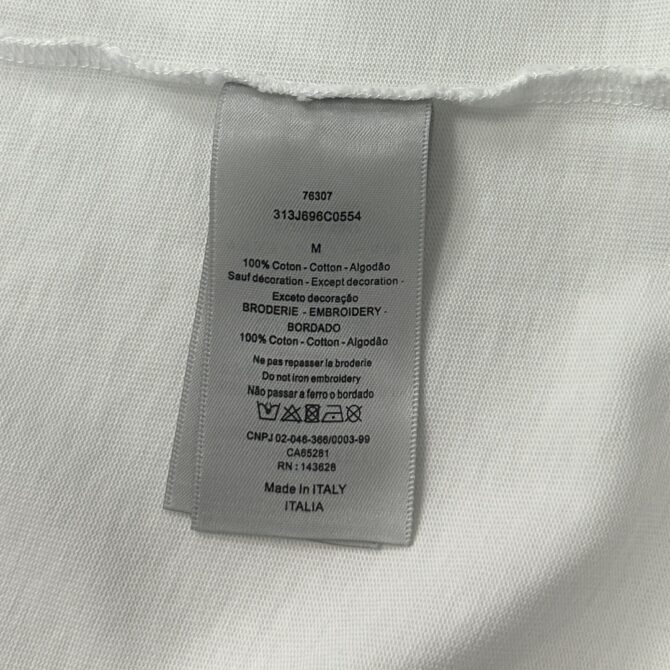 76307
313J696C0554
M
100% Coton - Cotton - Algodão
Sauf décoration - Except decoration -
Exceto decoração
BRODERIE - EMBROIDERY -
BORDADO
100% Coton - Cotton - Algodão
Ne pas repasser la broderie
Do not iron embroidery
Não passar a ferro o bordado
CNPJ 02-046-366/0003-99
CA65281
RN : 143628
Made In ITALY
ITALIA